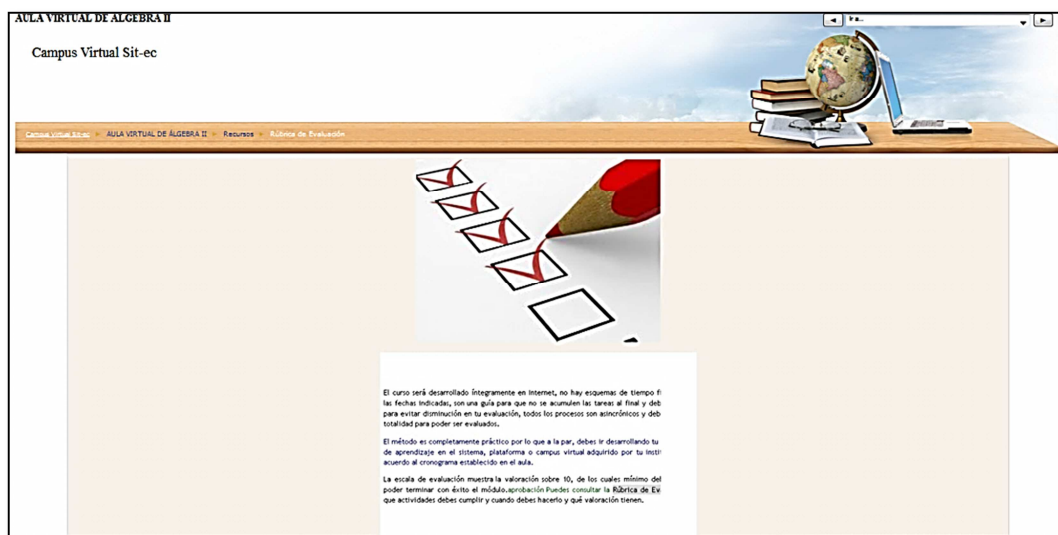 AULA VIRTUAL DE ALGEBRA II
Ir a...
Campus Virtual Sit-ec
Campus Virtual Sit-ec ► AULA VIRTUAL DE ÁLGEBRA II ► Recursos ► Rúbrica de Evaluación
El curso será desarrollado íntegramente en Internet, no hay esquemas de tiempo fi
las fechas indicadas, son una guía para que no se acumulen las tareas al final y deb
para evitar disminución en tu evaluación, todos los procesos son asincrónicos y deb
totalidad para poder ser evaluados.
El método es completamente práctico por lo que a la par, debes ir desarrollando tu
de aprendizaje en el sistema, plataforma o campus virtual adquirido por tu insti
acuerdo al cronograma establecido en el aula.
La escala de evaluación muestra la valoración sobre 10, de los cuales mínimo del
poder terminar con éxito el módulo.aprobación Puedes consultar la Rúbrica de Ev
que actividades debes cumplir y cuando debes hacerlo y qué valoración tienen.